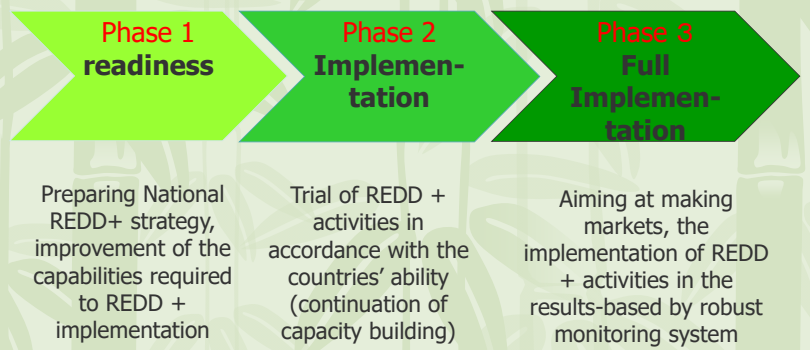 Phase 1
readiness
Phase 2
Implemen-
tation
Phase 3
Full
Implemen-
tation
Preparing National
REDD+ strategy,
improvement of the
capabilities required
to REDD +
implementation
Trial of REDD +
activities in
accordance with the
countries’ ability
(continuation of
capacity building)
Aiming at making
markets, the
implementation of REDD
+ activities in the
results-based by robust
monitoring system